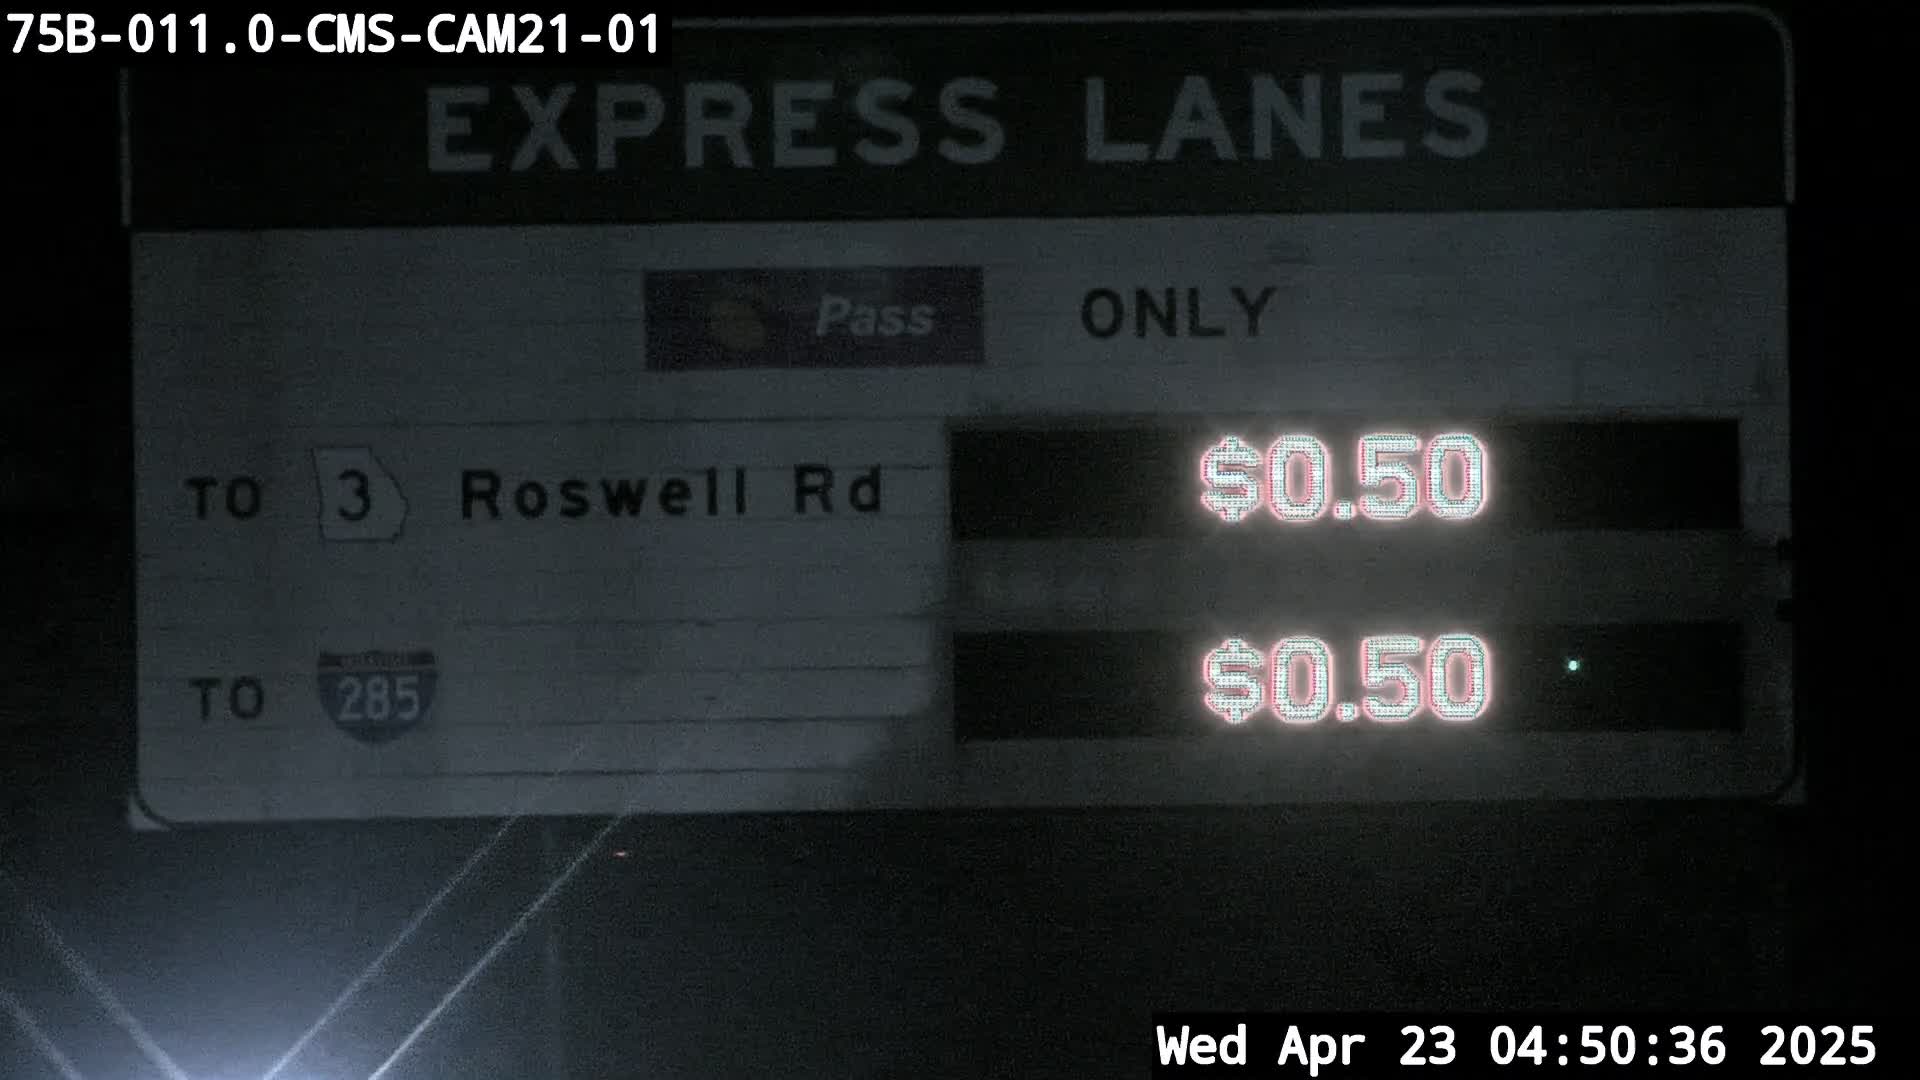 75B-011.0-CMS-CAM21-01
EXPRESS LANES
Pass ONLY
TO 3 Roswell Rd $0.50
TO 285 $0.50
Wed Apr 23 04:50:36 2025